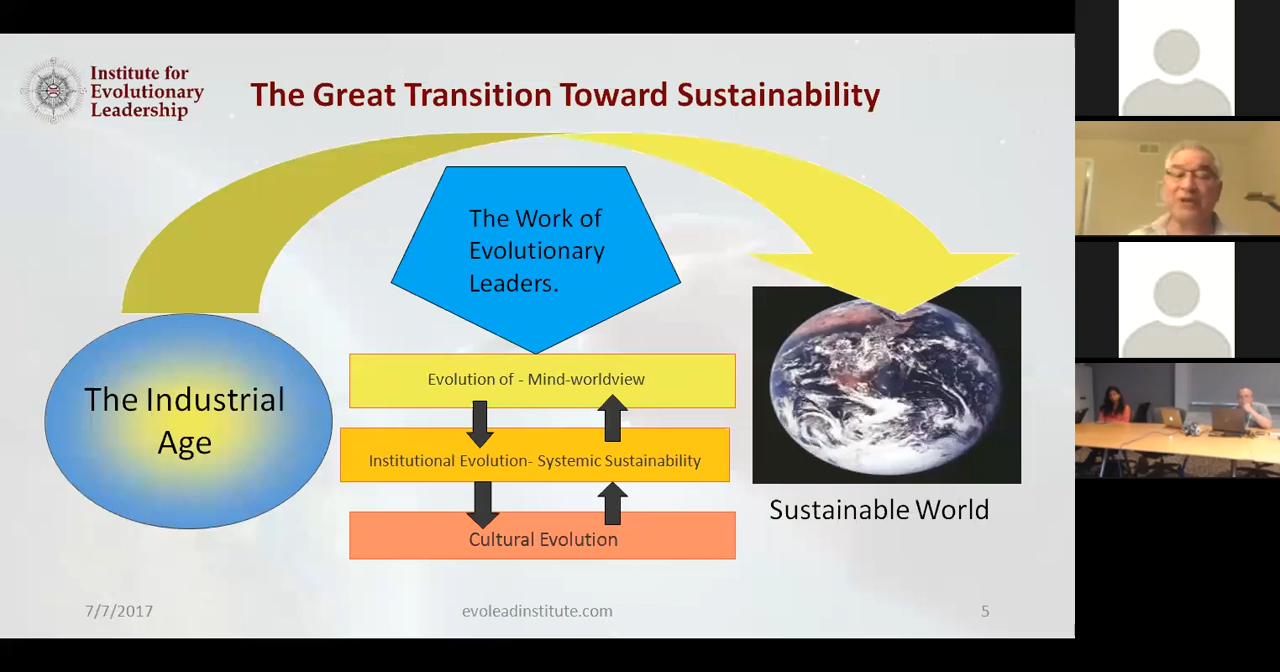 Institute for
Evolutionary
Leadership
The Great Transition Toward Sustainability
The Work of
Evolutionary
Leaders.
The Industrial
Age
Evolution of - Mind-worldview
Institutional Evolution- Systemic Sustainability
Cultural Evolution
Sustainable World
7/7/2017
evoleadinstitute.com
5